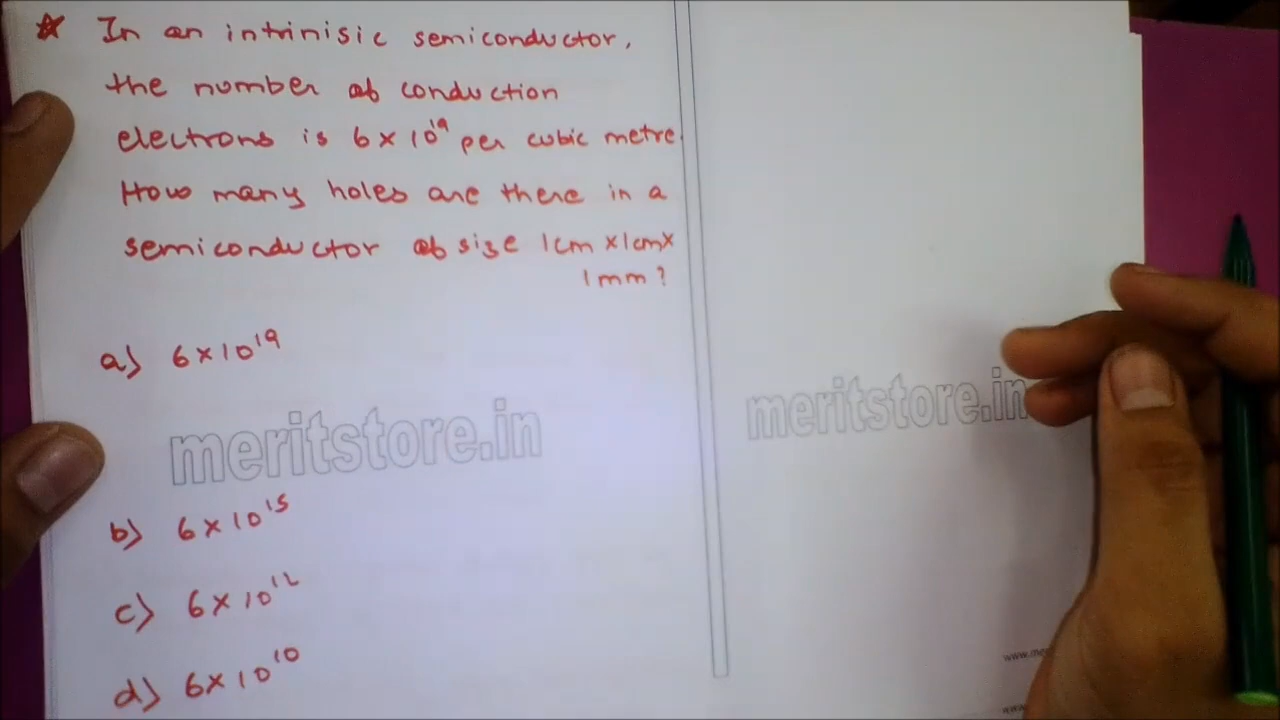 In an intrinisic semiconductor,
the number of conduction
electrons is 6 × 10¹⁹ per cubic metre.
How many holes are there in a
semiconductor of size 1cm × 1cm ×
1mm ?
a) 6 × 10¹⁹
meritstore.in
b) 6 × 10¹⁵
c) 6 × 10¹²
d) 6 × 10¹⁰
meritstore.in